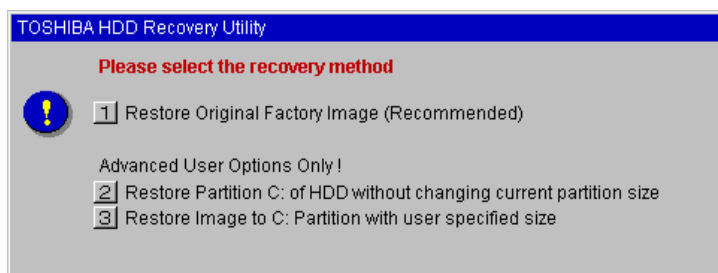 TOSHIBA HDD Recovery Utility
Please select the recovery method
1 Restore Original Factory Image (Recommended)
Advanced User Options Only !
2 Restore Partition C: of HDD without changing current partition size
3 Restore Image to C: Partition with user specified size